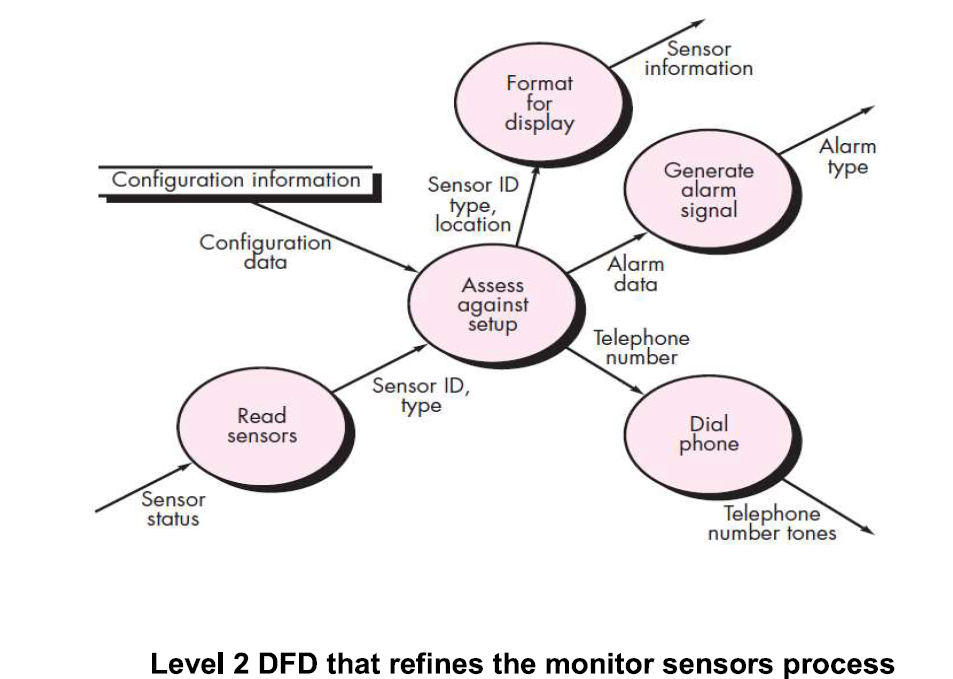 Sensor
information
Format
for
display
Alarm
type
Generate
alarm
signal
Configuration information
Sensor ID
type,
location
Configuration
data
Alarm
data
Assess
against
setup
Telephone
number
Sensor ID,
type
Read
sensors
Dial
phone
Sensor
status
Telephone
number tones
Level 2 DFD that refines the monitor sensors process